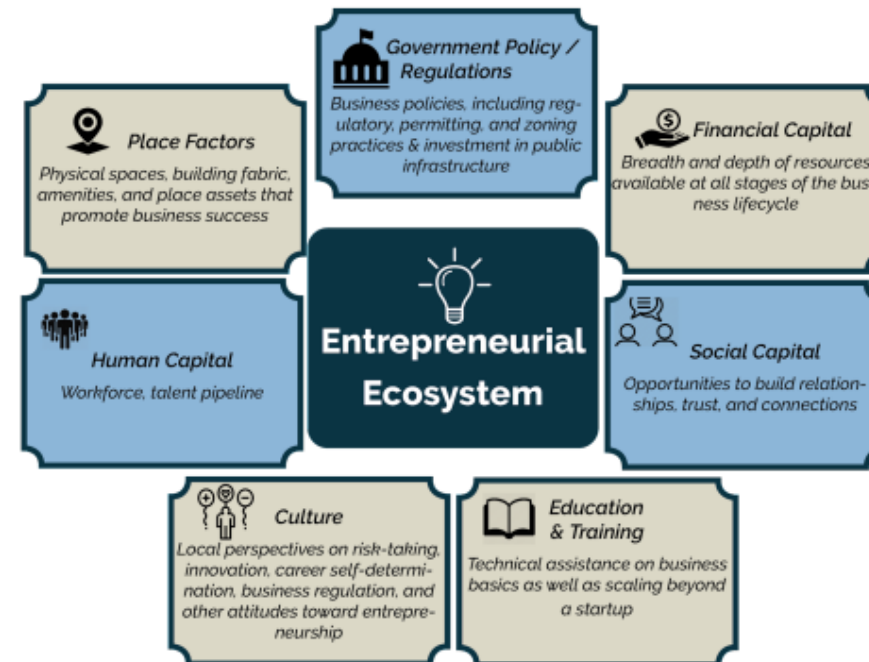 Government Policy /
Regulations
Business policies, including reg-
ulatory, permitting, and zoning
practices & investment in public
infrastructure
Place Factors
Physical spaces, building fabric,
amenities, and place assets that
promote business success
Financial Capital
Breadth and depth of resources
available at all stages of the bus-
ness lifecycle
Entrepreneurial
Ecosystem
Human Capital
Workforce, talent pipeline
Social Capital
Opportunities to build relation-
ships, trust, and connections
Culture
Local perspectives on risk-taking,
innovation, career self-determi-
nation, business regulation, and
other attitudes toward entrepre-
neurship
Education
& Training
Technical assistance on business
basics as well as scaling beyond
a startup